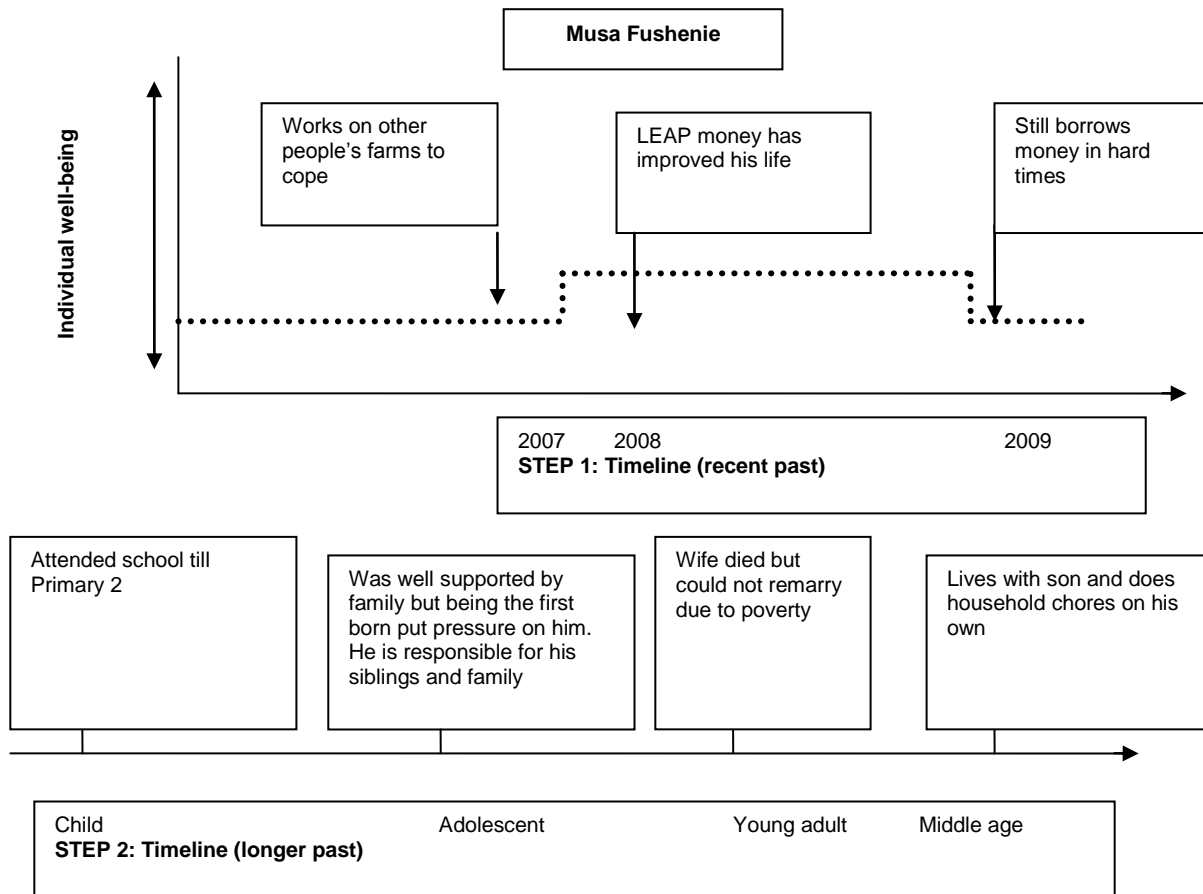 Musa Fushenie
Individual well-being
Works on other
people's farms to
cope
LEAP money has
improved his life
Still borrows
money in hard
times
2007 2008 2009
STEP 1: Timeline (recent past)
Attended school till
Primary 2
Was well supported by
family but being the first
born put pressure on him.
He is responsible for his
siblings and family
Wife died but
could not remarry
due to poverty
Lives with son and does
household chores on his
own
Child Adolescent Young adult Middle age
STEP 2: Timeline (longer past)